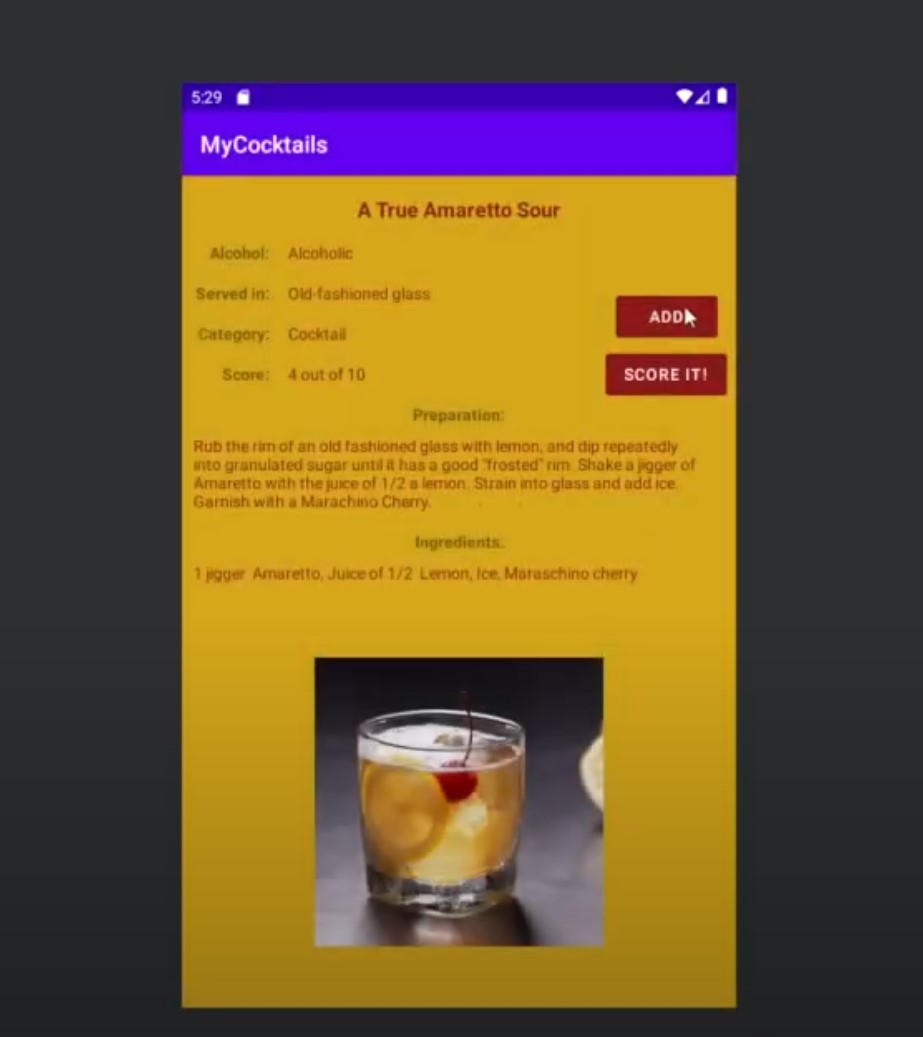 5:29
MyCocktails
A True Amaretto Sour
Alcohol: Alcoholic
Served in: Old-fashioned glass
ADD
Category: Cocktail
Score: 4 out of 10
SCORE IT!
Preparation:
Rub the rim of an old fashioned glass with lemon, and dip repeatedly
into granulated sugar until it has a good "frosted" rim. Shake a jigger of
Amaretto with the juice of 1/2 a lemon. Strain into glass and add ice.
Garnish with a Marachino Cherry.
Ingredients:
1 jigger Amaretto, Juice of 1/2 Lemon, Ice, Maraschino cherry